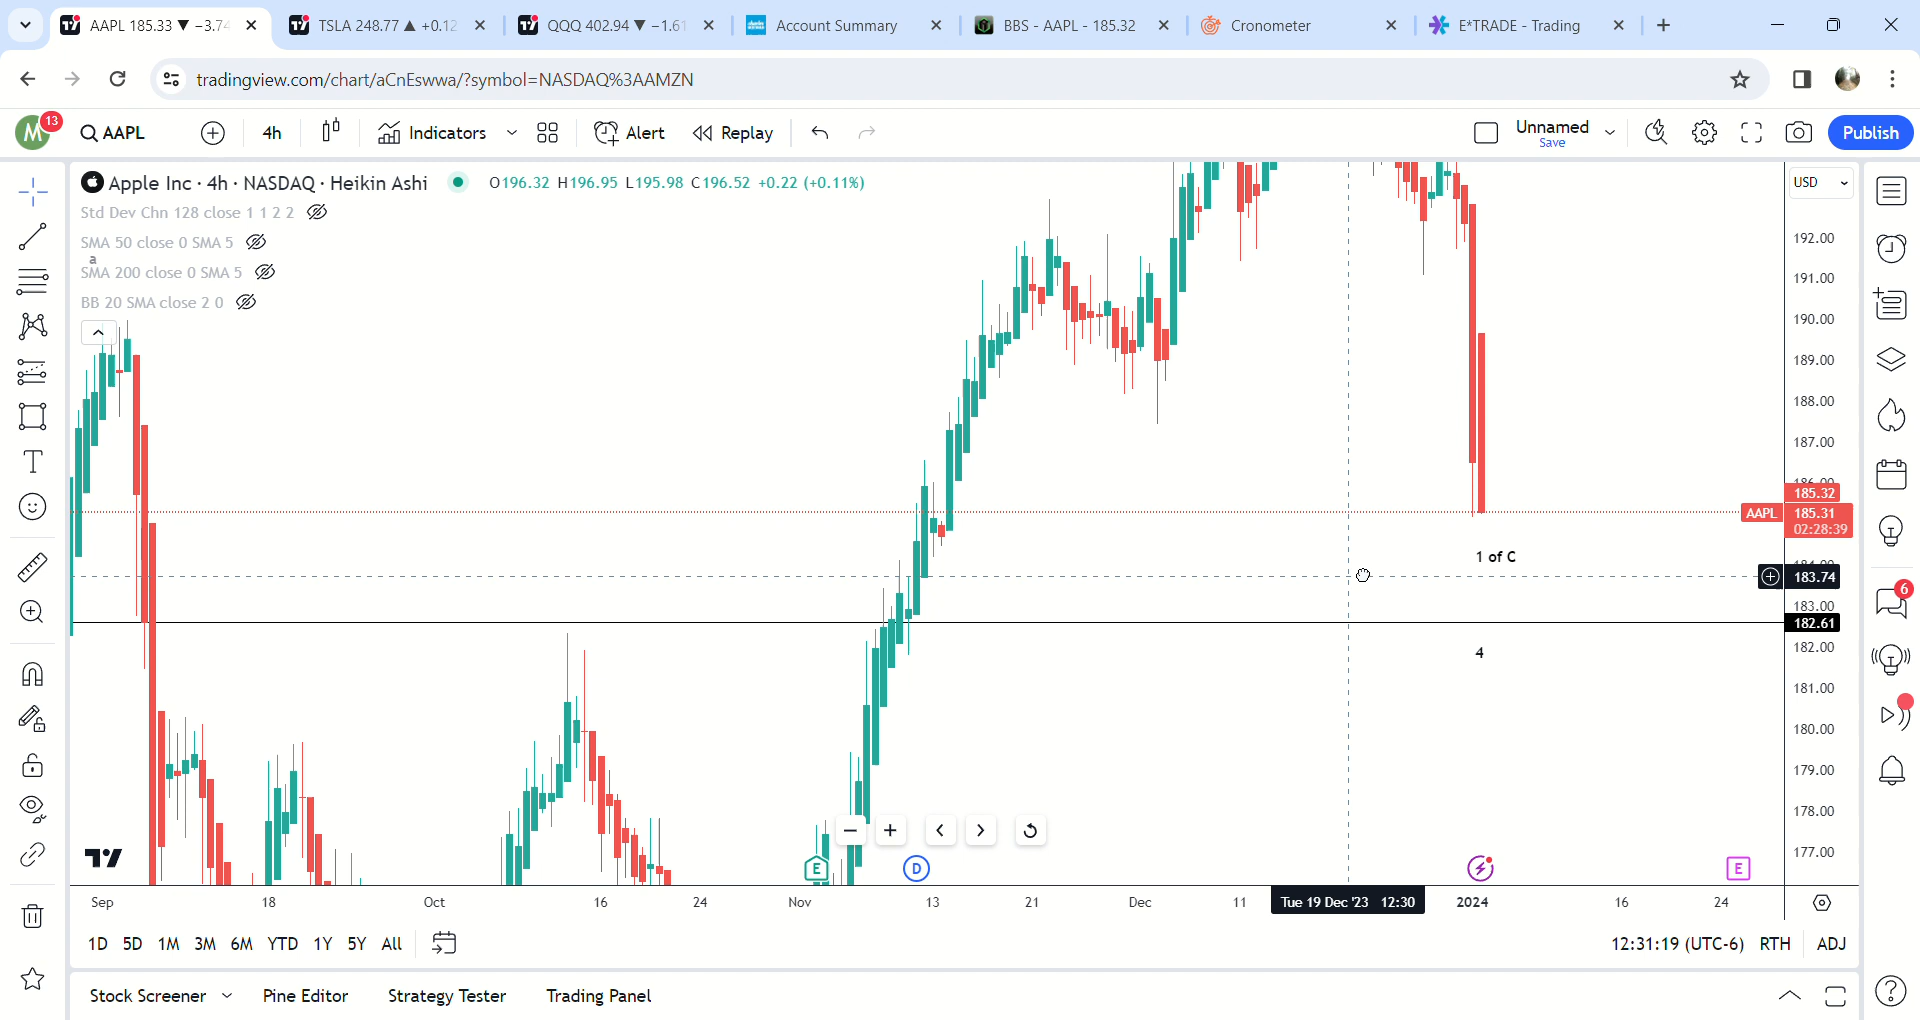 AAPL 185.33 ▼ −3.74
TSLA 248.77 ▲ +0.12
QQQ 402.94 ▼ −1.61
Account Summary
BBS - AAPL - 185.32
Cronometer
E*TRADE - Trading
tradingview.com/chart/aCnEswwa/?symbol=NASDAQ%3AAMZN
M 13
AAPL
4h
Indicators
Alert
Replay
Unnamed
Save
Publish
Apple Inc · 4h · NASDAQ · Heikin Ashi
O196.32 H196.95 L195.98 C196.52 +0.22 (+0.11%)
USD
Std Dev Chn 128 close 1 1 2 2
SMA 50 close 0 SMA 5
a
SMA 200 close 0 SMA 5
BB 20 SMA close 2 0
192.00
191.00
190.00
189.00
188.00
187.00
186.00
185.32
AAPL 185.31
02:28:39
1 of C
184.00
183.74
183.00
182.61
182.00
4
181.00
180.00
179.00
178.00
177.00
6
E
D
E
Sep 18 Oct 16 24 Nov 13 21 Dec 11 Tue 19 Dec '23 12:30 2024 16 24
1D 5D 1M 3M 6M YTD 1Y 5Y All
12:31:19 (UTC-6) RTH ADJ
Stock Screener Pine Editor Strategy Tester Trading Panel